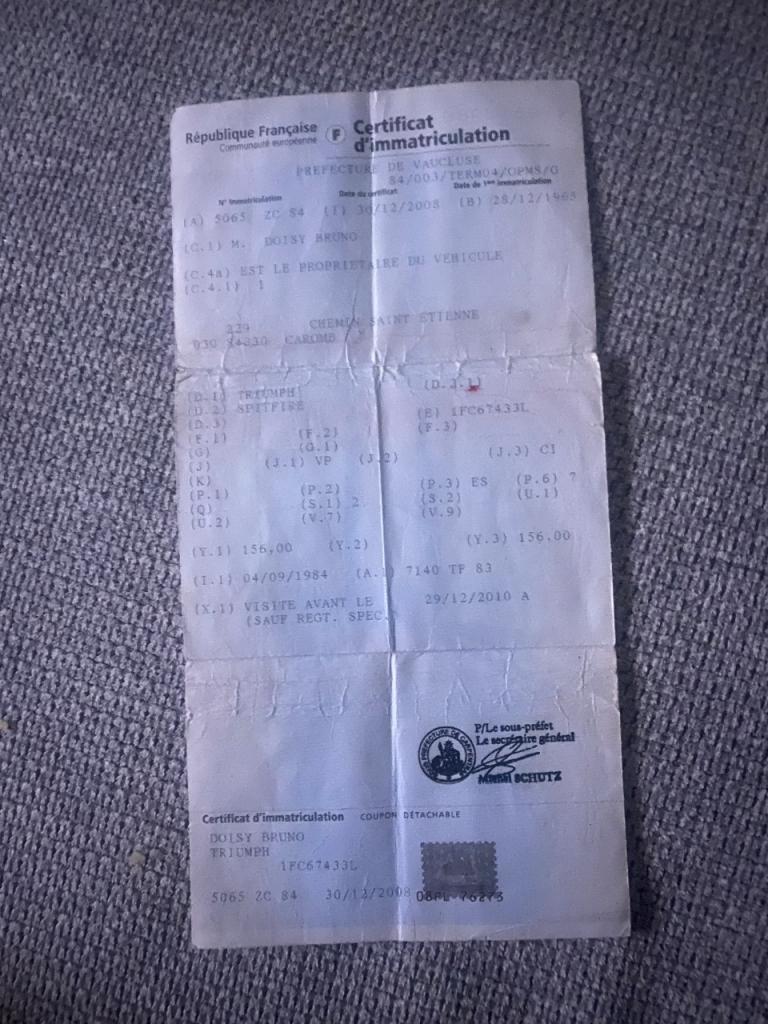 République Française F Certificat
Communauté européenne d'immatriculation
PREFECTURE DE VAUCLUSE
84/003/TERM04/OPMS/G
N° Immatriculation Date du certificat Date de 1ère immatriculation
(A) 5065 ZC 84 (I) 30/12/2008 (B) 28/12/1965
(C.1) M. DOISY BRUNO
(C.4a) EST LE PROPRIETAIRE DU VEHICULE
(C.4.1) 1
229 CHEMIN SAINT ETIENNE
030 84330 CAROMB
(D.1) TRIUMPH (D.2.1)
(D.2) SPITFIRE
(D.3) (E) 1FC67433L
(F.1) (F.2) (F.3)
(G) (G.1)
(J) (J.1) VP (J.2) (J.3) CI
(K)
(P.1) (P.2) (P.3) ES (P.6) 7
(Q) (S.1) 2 (S.2) (U.1)
(U.2) (V.7) (V.9)
(Y.1) 156,00 (Y.2) (Y.3) 156,00
(I.1) 04/09/1984 (A.1) 7140 TF 83
(X.1) VISITE AVANT LE 29/12/2010 A
(SAUF REGT. SPEC.)
P/Le sous-préfet
Le secrétaire général
SCHUTZ
Certificat d'immatriculation COUPON DÉTACHABLE
DOISY BRUNO
TRIUMPH
1FC67433L
5065 ZC 84 30/12/2008